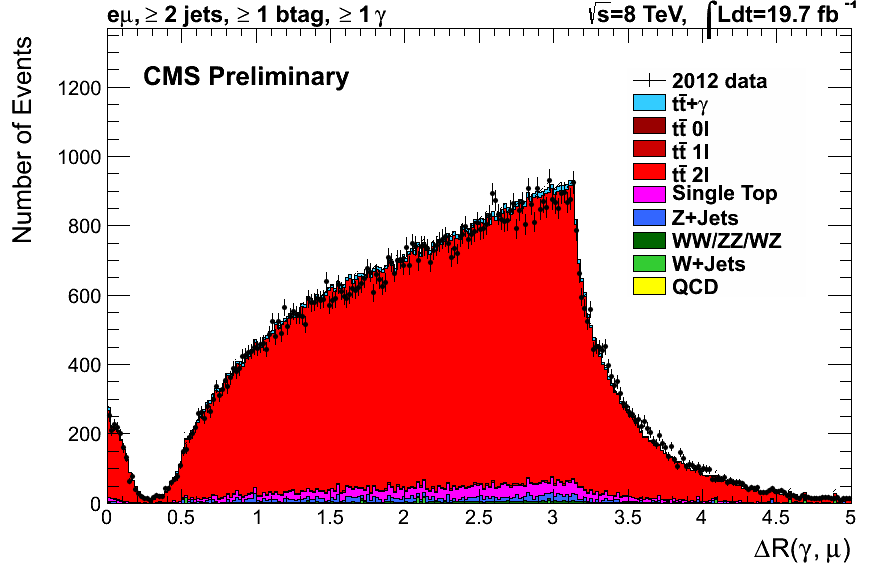 eμ, ≥ 2 jets, ≥ 1 btag, ≥ 1 γ √s=8 TeV, ∫Ldt=19.7 fb⁻¹
CMS Preliminary
Number of Events
1200
1000
800
600
400
200
0
2012 data
tt̄+γ
tt̄ 0l
tt̄ 1l
tt̄ 2l
Single Top
Z+Jets
WW/ZZ/WZ
W+Jets
QCD
0 0.5 1 1.5 2 2.5 3 3.5 4 4.5 5
ΔR(γ, μ)